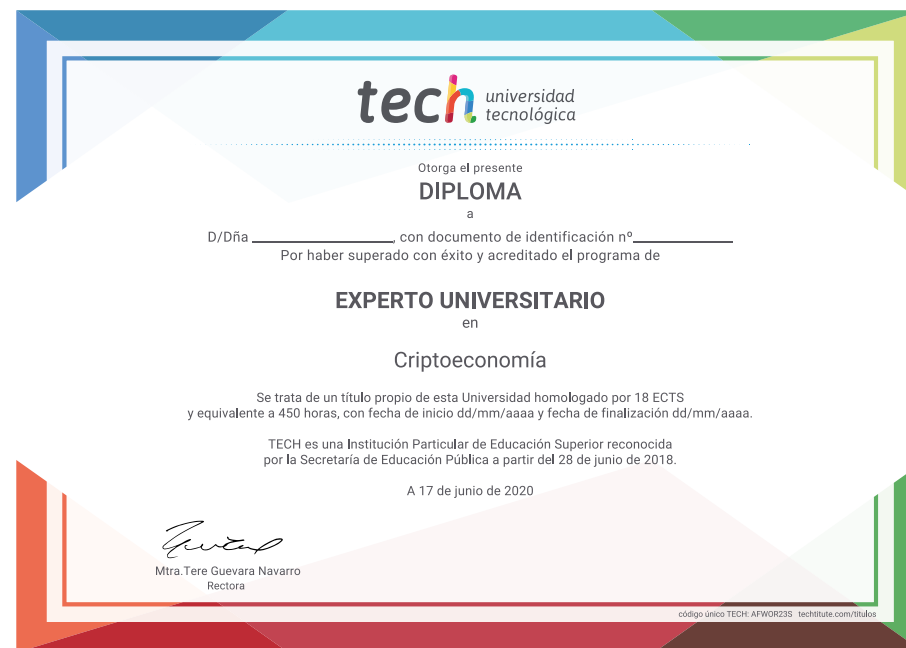 tech universidad
tecnológica
Otorga el presente
DIPLOMA
a
D/Dña ____________________, con documento de identificación nº______________
Por haber superado con éxito y acreditado el programa de
EXPERTO UNIVERSITARIO
en
Criptoeconomía
Se trata de un título propio de esta Universidad homologado por 18 ECTS
y equivalente a 450 horas, con fecha de inicio dd/mm/aaaa y fecha de finalización dd/mm/aaaa.
TECH es una Institución Particular de Educación Superior reconocida
por la Secretaría de Educación Pública a partir del 28 de junio de 2018.
A 17 de junio de 2020
Mtra.Tere Guevara Navarro
Rectora
código único TECH: AFWOR23S techtitute.com/titulos